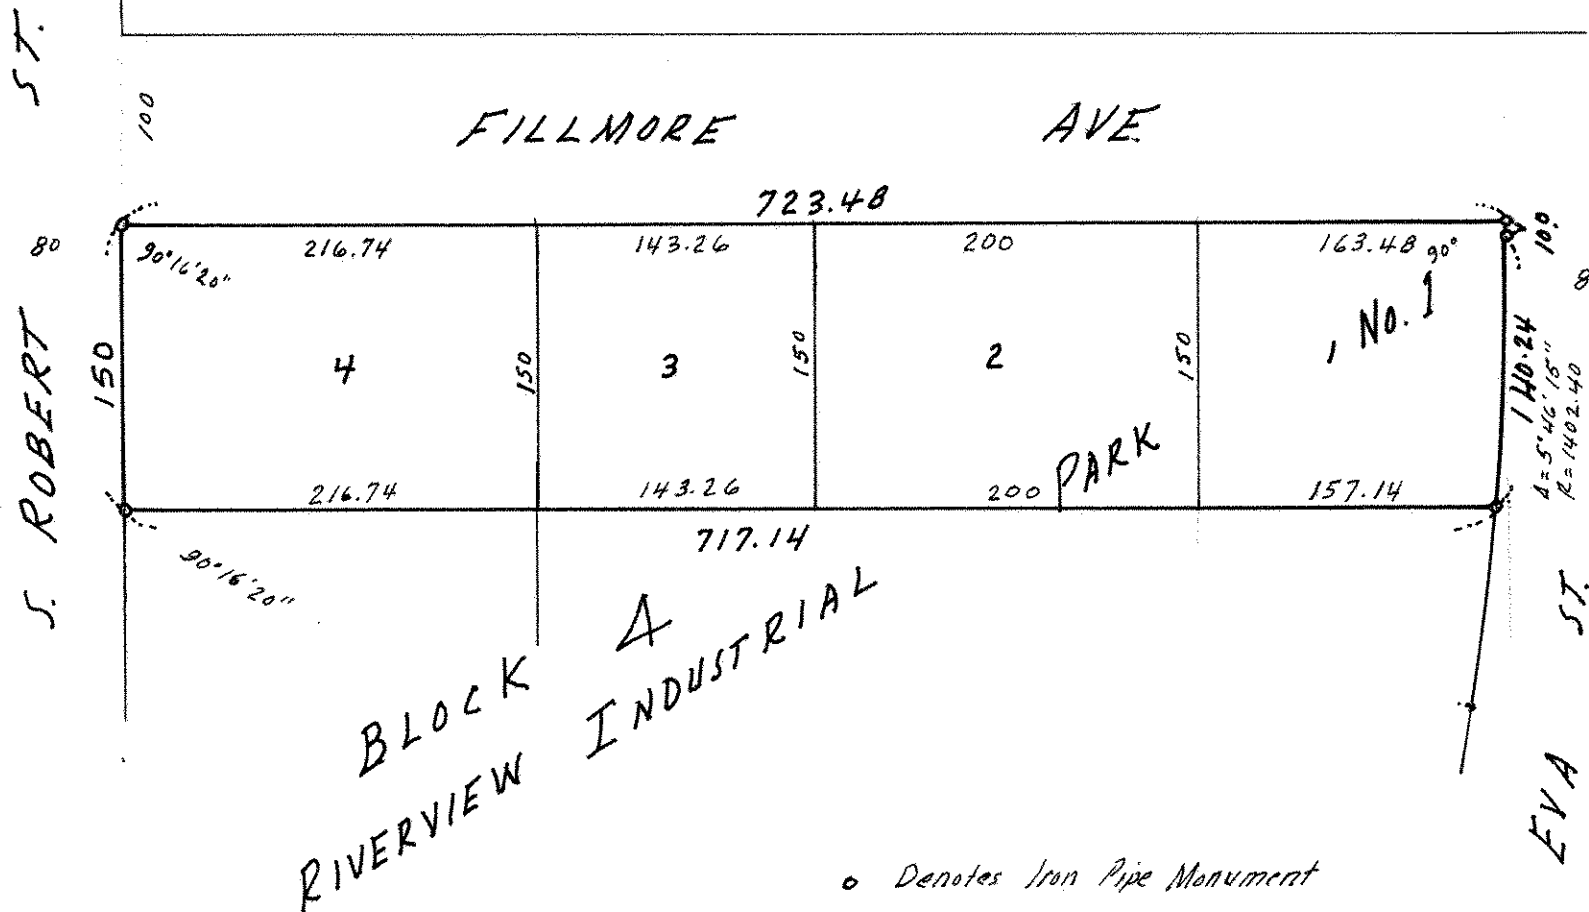 S. ROBERT ST.
100
FILLMORE AVE.
723.48
80
90°16'20"
216.74
143.26
200
163.48
90°
10.0
150
4
150
3
150
2
150
, No. 1
140.24
Δ=5°46'15"
R=1402.40
216.74
143.26
200
PARK
157.14
717.14
90°16'20"
BLOCK 4
RIVERVIEW INDUSTRIAL
EVA ST.
o Denotes Iron Pipe Monument